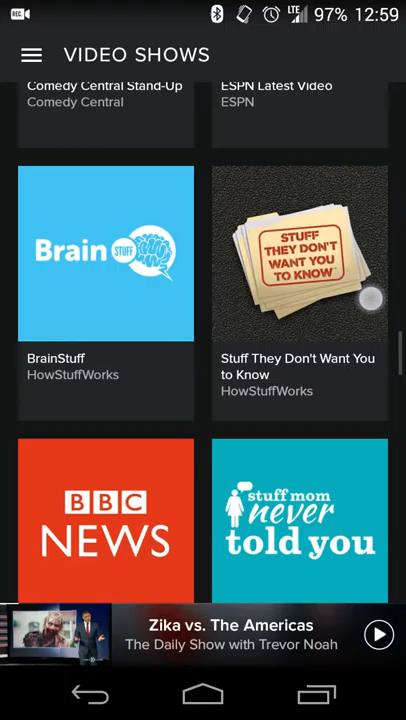 REC
LTE
97%
12:59
VIDEO SHOWS
Comedy Central Stand-Up
Comedy Central
ESPN Latest Video
ESPN
Brain STUFF
BrainStuff
HowStuffWorks
STUFF
THEY DON'T
WANT YOU
TO KNOW
Stuff They Don't Want You
to Know
HowStuffWorks
BBC
NEWS
stuff mom
never
told you
Zika vs. The Americas
The Daily Show with Trevor Noah